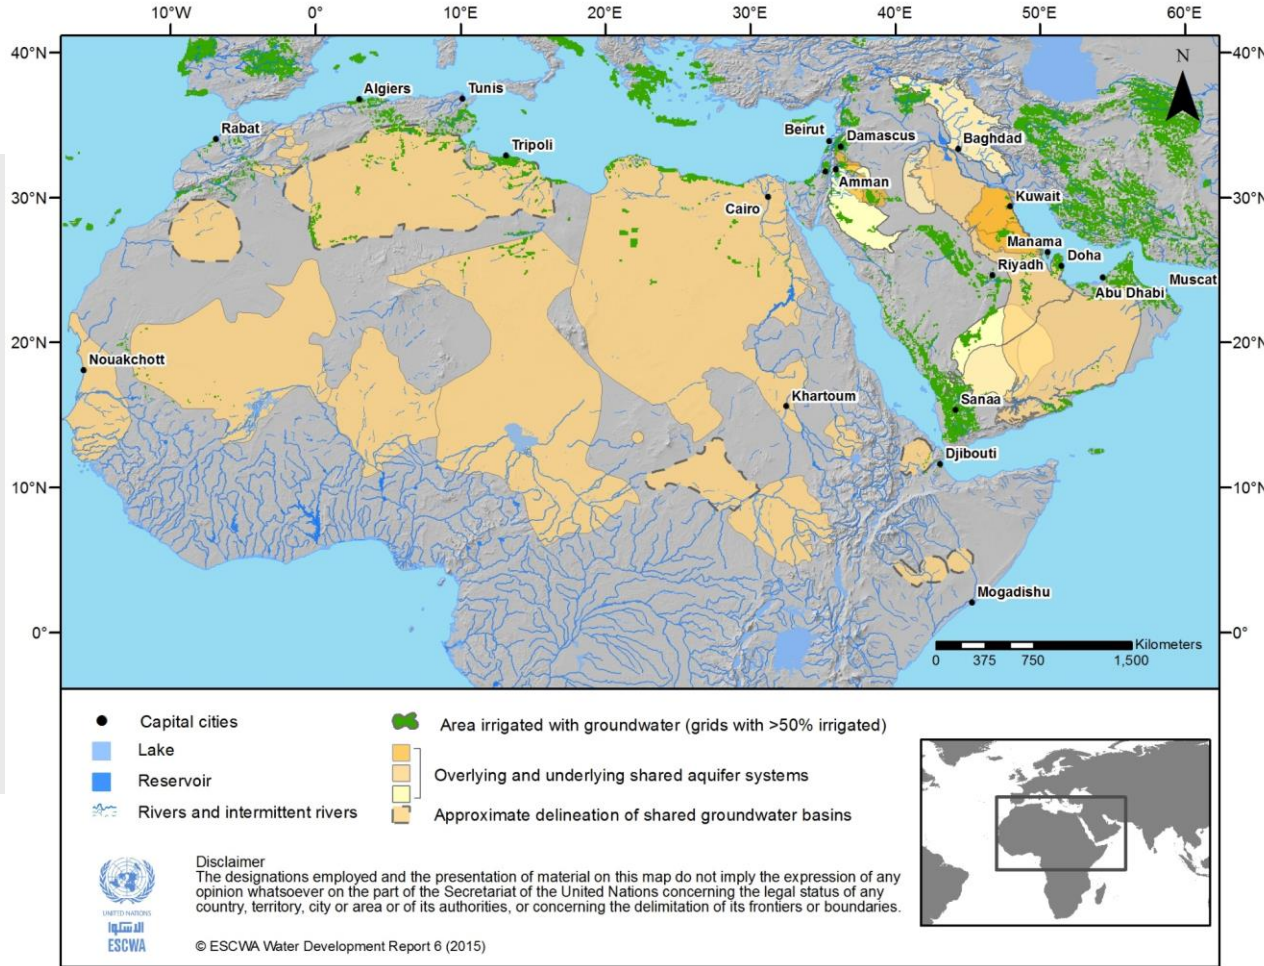 10°W 0° 10°E 20°E 30°E 40°E 50°E 60°E
40°N 40°N
N
Algiers Tunis
Rabat
Beirut Damascus Baghdad
Tripoli
Amman
30°N 30°N
Cairo Kuwait
Manama Doha
Riyadh Muscat
Abu Dhabi
20°N 20°N
Nouakchott
Khartoum Sanaa
Djibouti
10°N 10°N
Mogadishu
0° 0°
Kilometers
0 375 750 1,500
Capital cities
Lake
Reservoir
Rivers and intermittent rivers
Area irrigated with groundwater (grids with >50% irrigated)
Overlying and underlying shared aquifer systems
Approximate delineation of shared groundwater basins
UNITED NATIONS
الاسكوا
ESCWA
Disclaimer
The designations employed and the presentation of material on this map do not imply the expression of any
opinion whatsoever on the part of the Secretariat of the United Nations concerning the legal status of any
country, territory, city or area or of its authorities, or concerning the delimitation of its frontiers or boundaries.
© ESCWA Water Development Report 6 (2015)